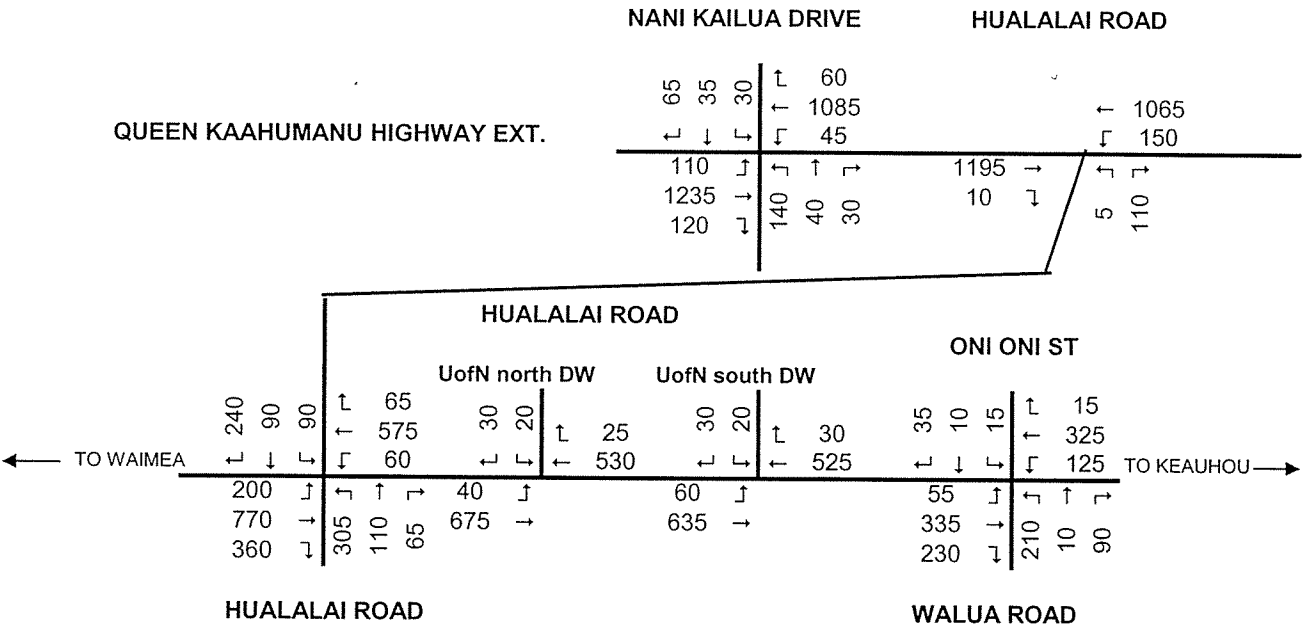 NANI KAILUA DRIVE HUALALAI ROAD
65 35 30 ↰ 60
← 1085 ← 1065
QUEEN KAAHUMANU HIGHWAY EXT. ↵ ↓ ↳ 45 150
110 1195 →
1235 → 10
120 140 40 30 5 110
HUALALAI ROAD
ONI ONI ST
UofN north DW UofN south DW
240 90 90 65 30 20 25 30 20 30 35 10 15 15
← 575 ← 325
← TO WAIMEA 60 ← 530 ← 525 125 TO KEAUHOU →
200 40 60 55
770 → 675 → 635 → 335 →
360 305 110 65 230 210 10 90
HUALALAI ROAD WALUA ROAD